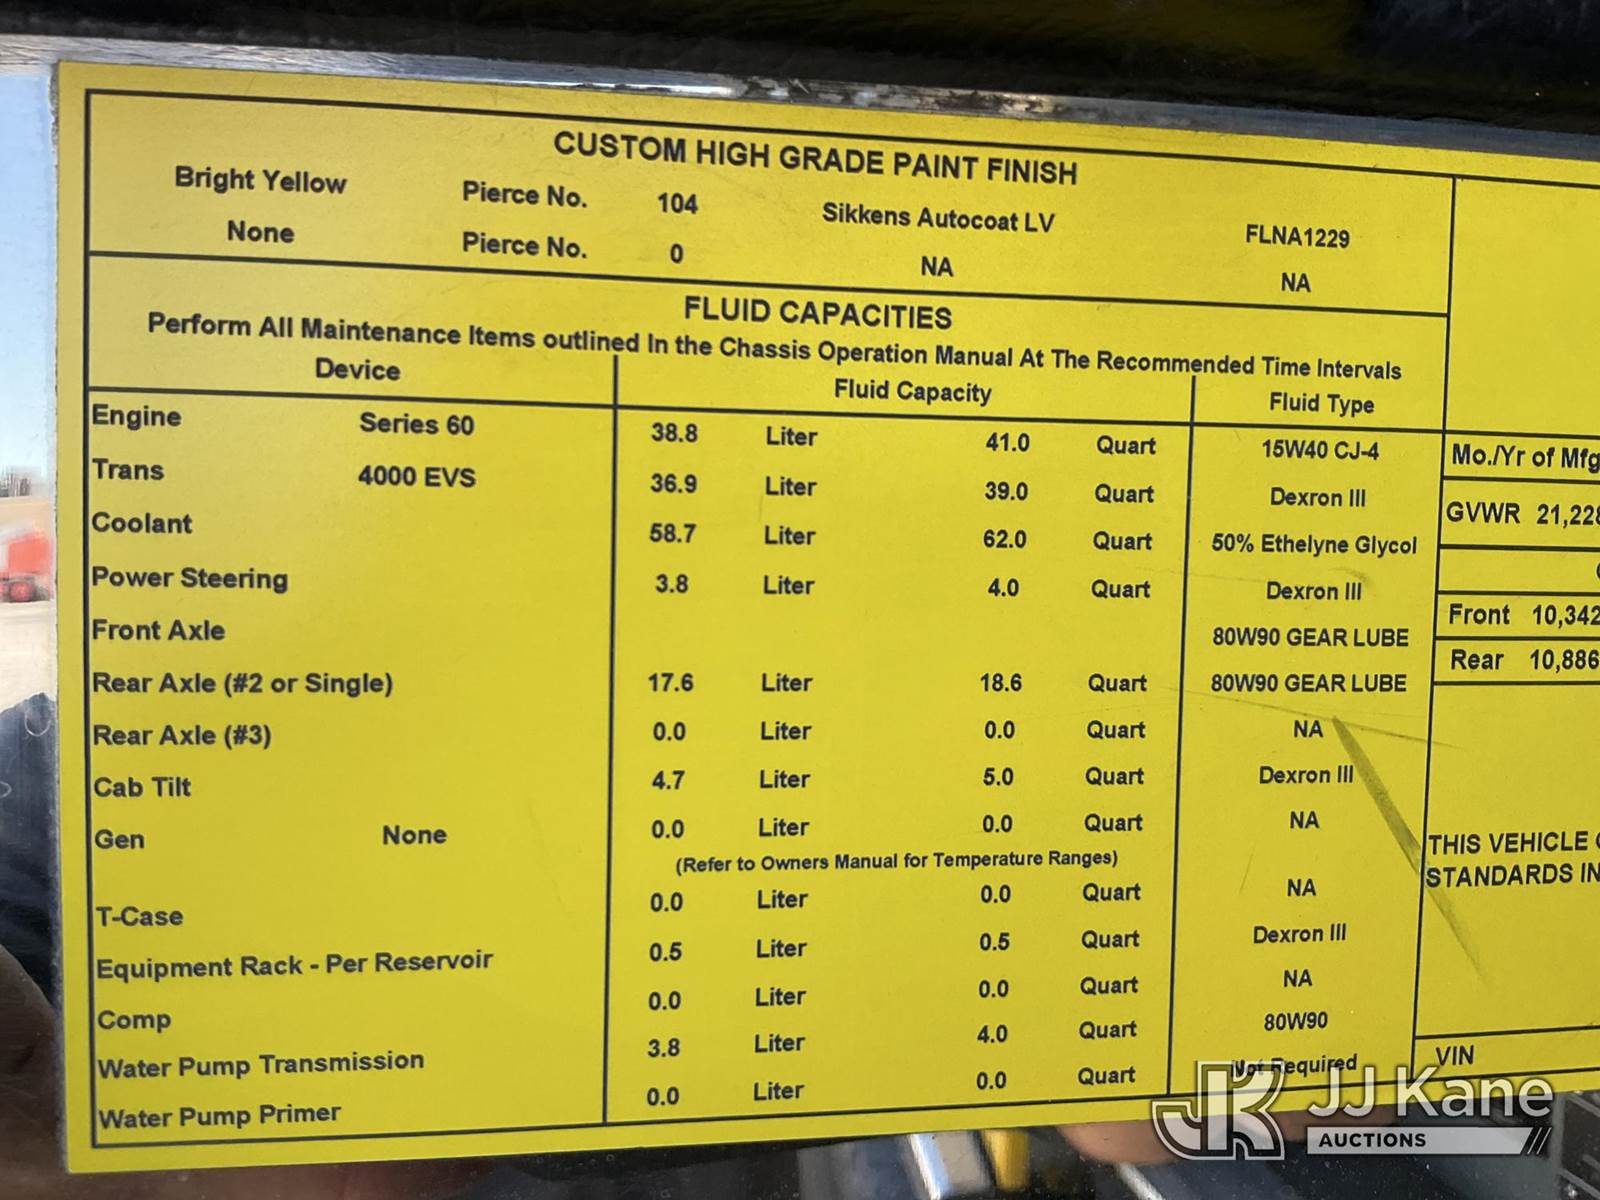 CUSTOM HIGH GRADE PAINT FINISH
Bright Yellow Pierce No. 104 Sikkens Autocoat LV FLNA1229
None Pierce No. 0 NA NA
FLUID CAPACITIES
Perform All Maintenance Items outlined In the Chassis Operation Manual At The Recommended Time Intervals
Device Fluid Capacity Fluid Type
Engine Series 60 38.8 Liter 41.0 Quart 15W40 CJ-4
Trans 4000 EVS 36.9 Liter 39.0 Quart Dexron III
Coolant 58.7 Liter 62.0 Quart 50% Ethelyne Glycol
Power Steering 3.8 Liter 4.0 Quart Dexron III
Front Axle 80W90 GEAR LUBE
Rear Axle (#2 or Single) 17.6 Liter 18.6 Quart 80W90 GEAR LUBE
Rear Axle (#3) 0.0 Liter 0.0 Quart NA
Cab Tilt 4.7 Liter 5.0 Quart Dexron III
Gen None 0.0 Liter 0.0 Quart NA
(Refer to Owners Manual for Temperature Ranges)
T-Case 0.0 Liter 0.0 Quart NA
Equipment Rack - Per Reservoir 0.5 Liter 0.5 Quart Dexron III
Comp 0.0 Liter 0.0 Quart NA
Water Pump Transmission 3.8 Liter 4.0 Quart 80W90
Water Pump Primer 0.0 Liter 0.0 Quart Not Required
Mo./Yr of Mfg
GVWR 21,228
Front 10,342
Rear 10,886
THIS VEHICLE
STANDARDS IN
VIN
JJ Kane
AUCTIONS